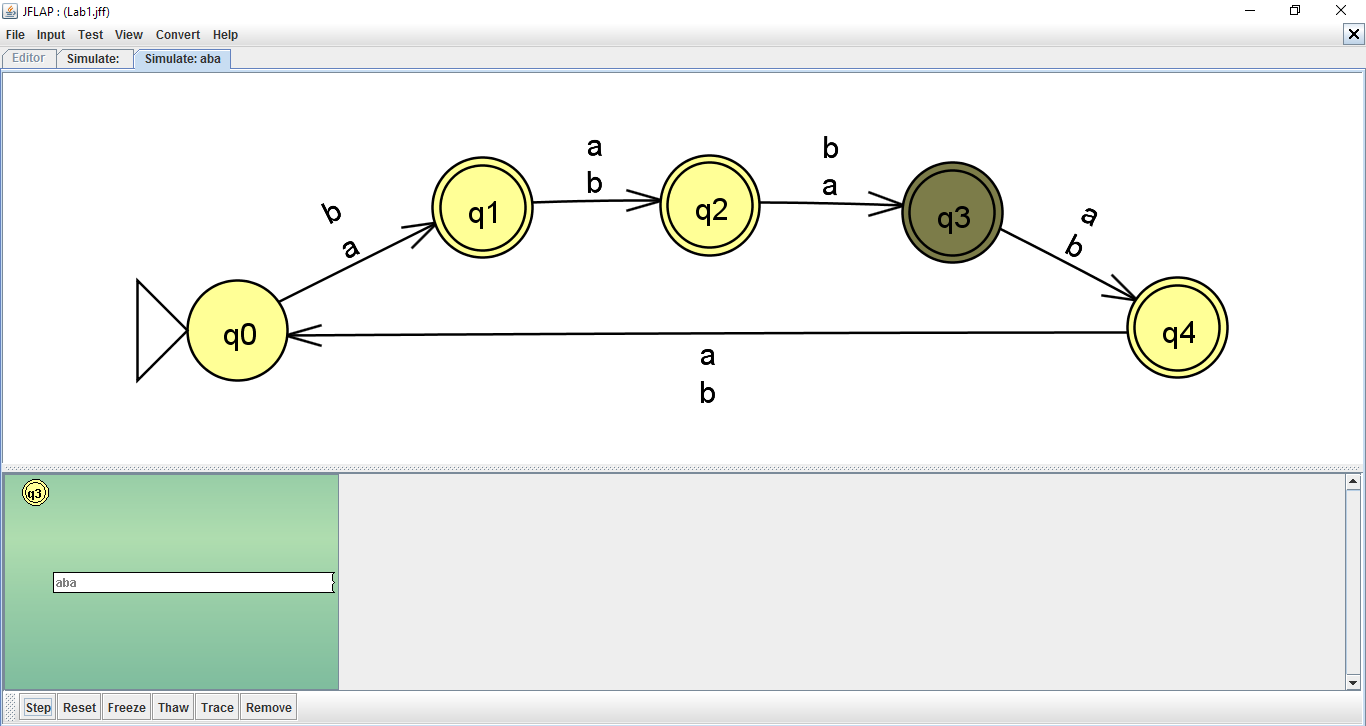 JFLAP : (Lab1.jff)
File Input Test View Convert Help
Editor Simulate: Simulate: aba
a
b
b
a
b
a
a
b
q1
q2
q3
q0
q4
a
b
q3
aba
Step Reset Freeze Thaw Trace Remove